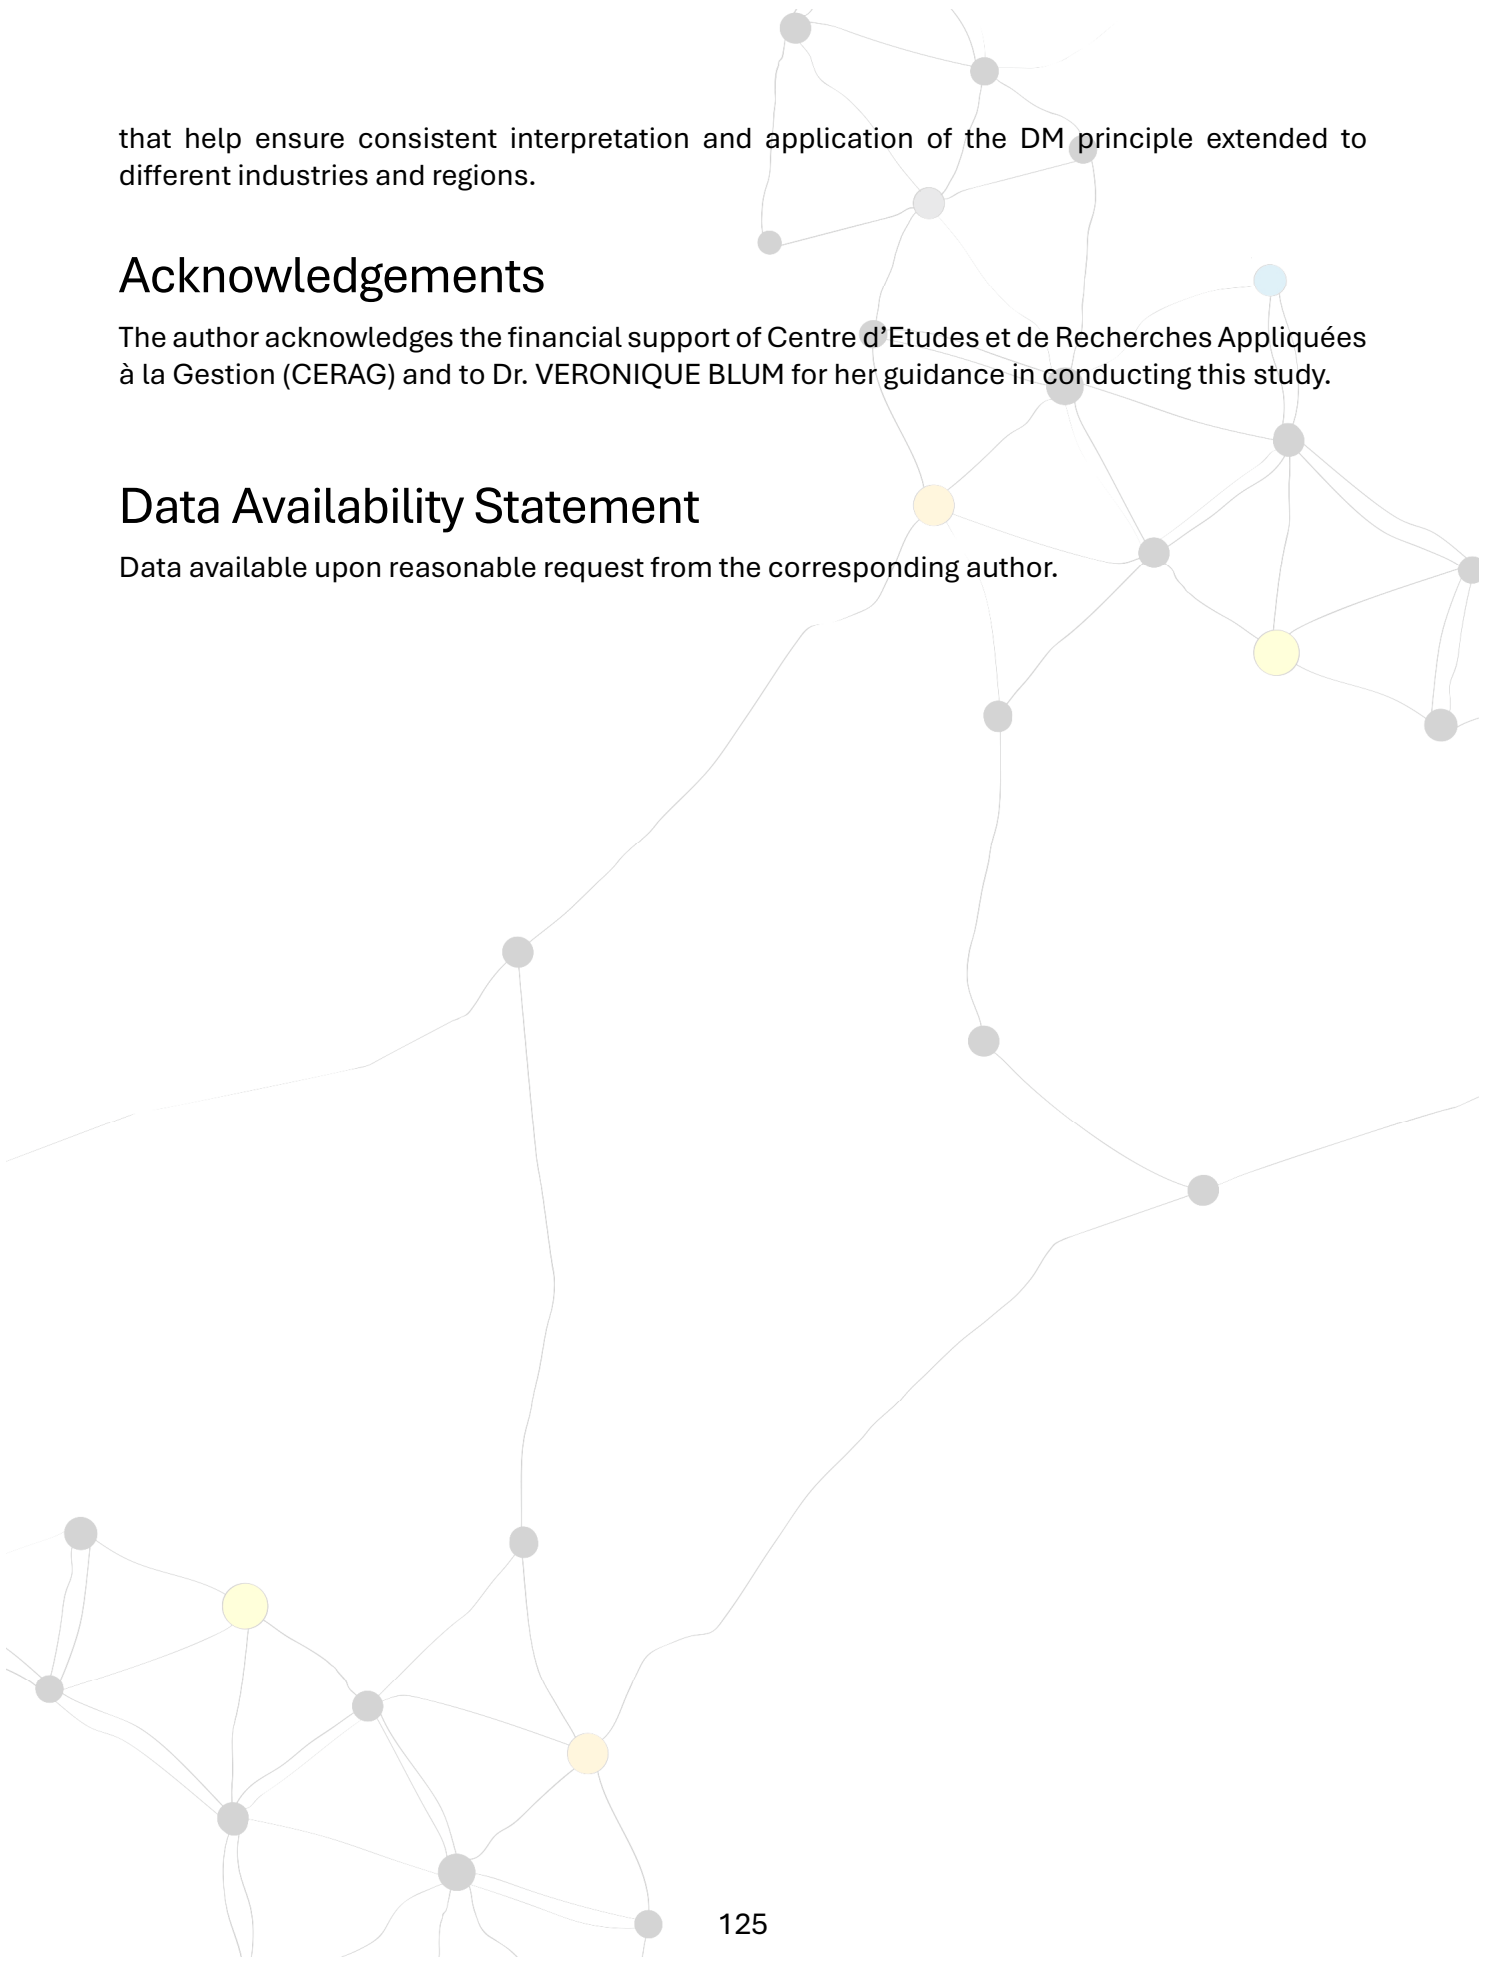 that help ensure consistent interpretation and application of the DM principle extended to
different industries and regions.
Acknowledgements
The author acknowledges the financial support of Centre d’Etudes et de Recherches Appliquées
à la Gestion (CERAG) and to Dr. VERONIQUE BLUM for her guidance in conducting this study.
Data Availability Statement
Data available upon reasonable request from the corresponding author.
125